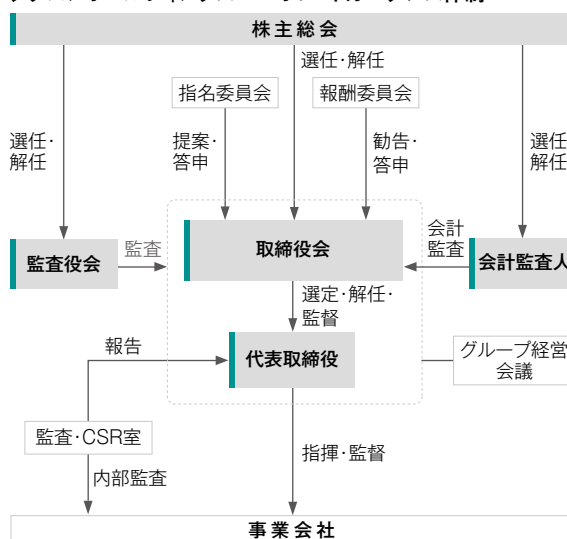 株主総会
選任・解任
指名委員会
報酬委員会
選任・
解任
提案・
答申
勧告・
答申
選任・
解任
監査役会
監査
取締役会
会計
監査
会計監査人
選定・解任・
監督
報告
代表取締役
グループ経営
会議
監査・CSR室
内部監査
指揮・監督
事業会社